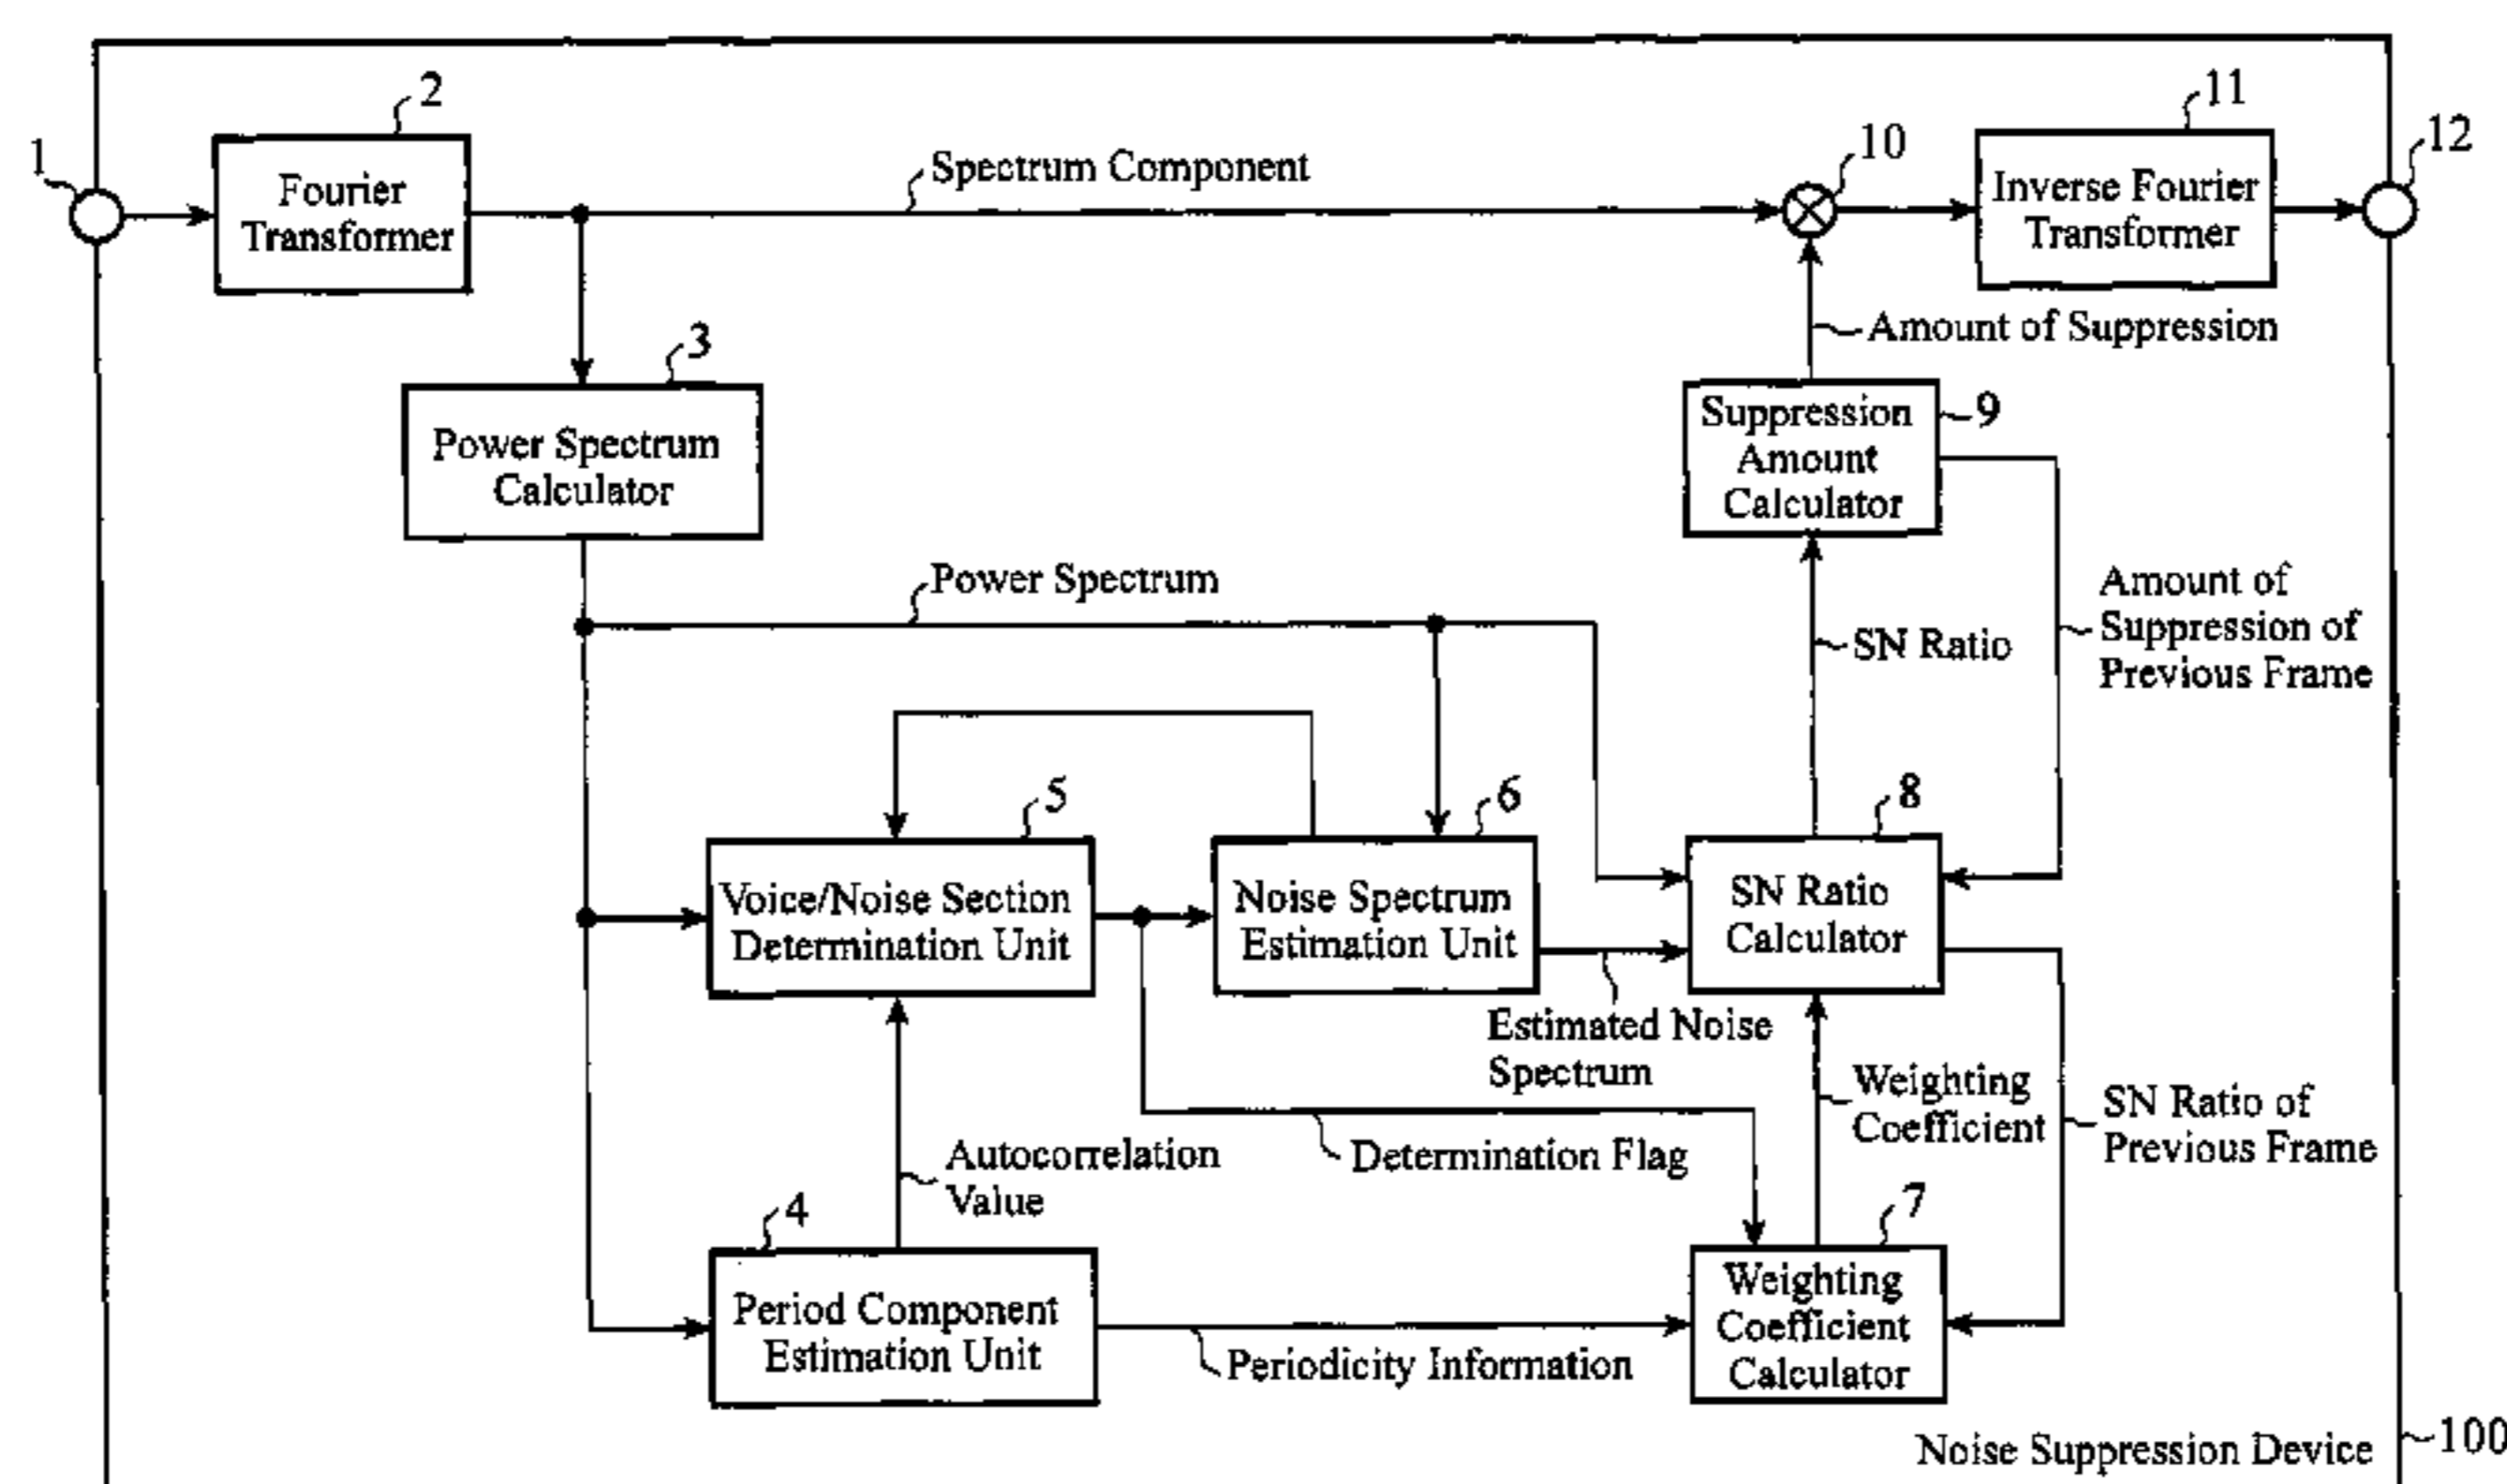 1
2
Fourier
Transformer
Spectrum Component
10
11
Inverse Fourier
Transformer
12
3
Power Spectrum
Calculator
Amount of Suppression
Suppression
Amount
Calculator
9
Power Spectrum
SN Ratio
Amount of
Suppression of
Previous Frame
5
Voice/Noise Section
Determination Unit
6
Noise Spectrum
Estimation Unit
8
SN Ratio
Calculator
Estimated Noise
Spectrum
Weighting
Coefficient
SN Ratio of
Previous Frame
Autocorrelation
Value
Determination Flag
4
Period Component
Estimation Unit
Periodicity Information
7
Weighting
Coefficient
Calculator
Noise Suppression Device
100